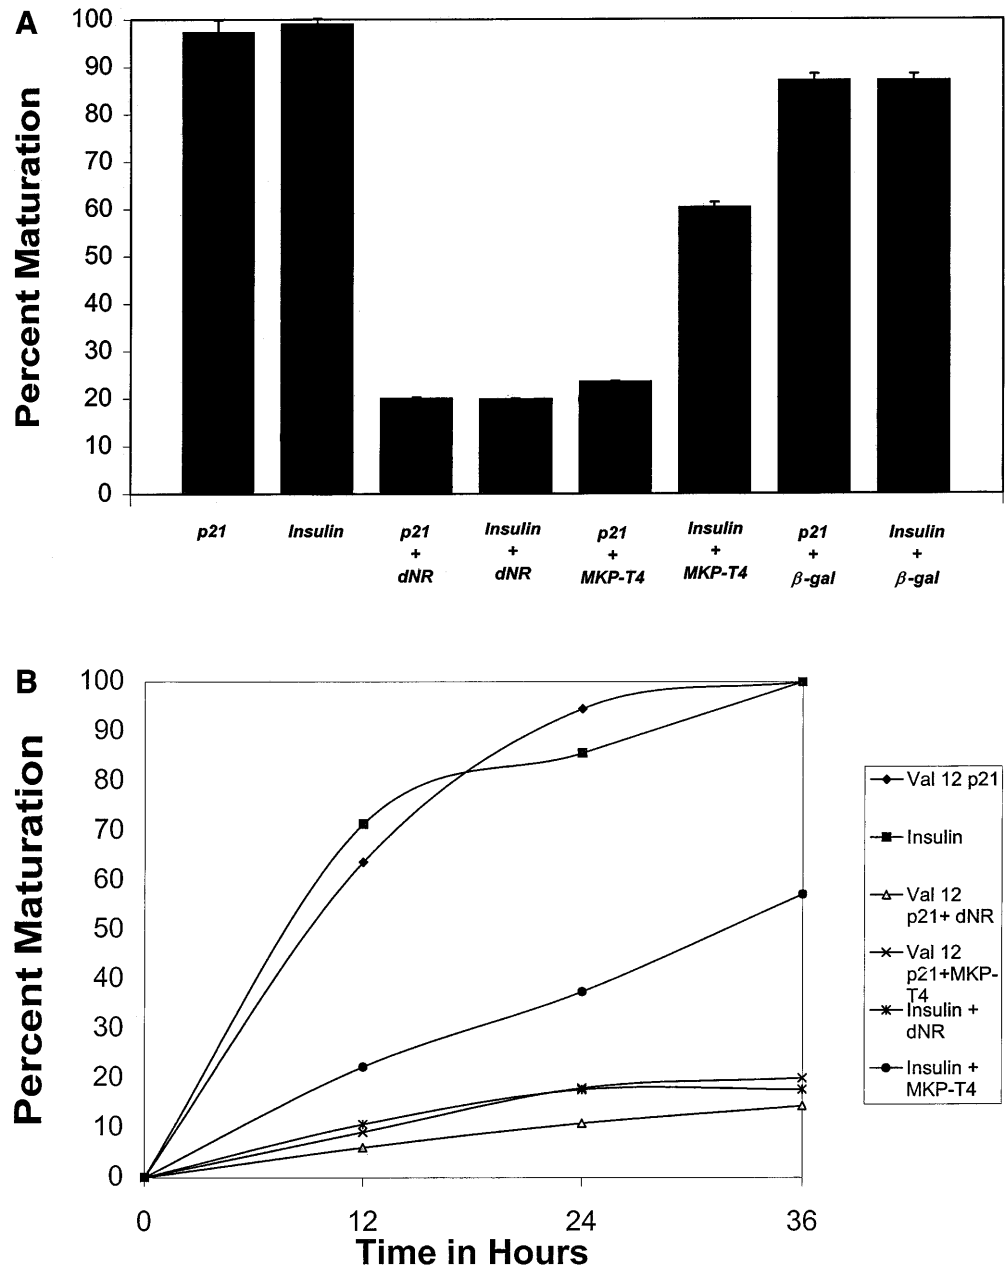 A
Percent Maturation
100
90
80
70
60
50
40
30
20
10
0
p21
Insulin
p21
+
dNR
Insulin
+
dNR
p21
+
MKP-T4
Insulin
+
MKP-T4
p21
+
β-gal
Insulin
+
β-gal
B
Percent Maturation
100
90
80
70
60
50
40
30
20
10
0
0
12
24
36
Time in Hours
Val 12 p21
Insulin
Val 12
p21+ dNR
Val 12
p21+MKP-
T4
Insulin +
dNR
Insulin +
MKP-T4